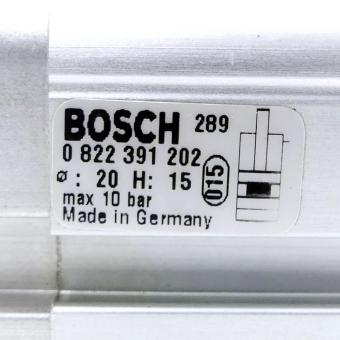 BOSCH 289
0 822 391 202
ø: 20 H: 15
max 10 bar
Made in Germany
015